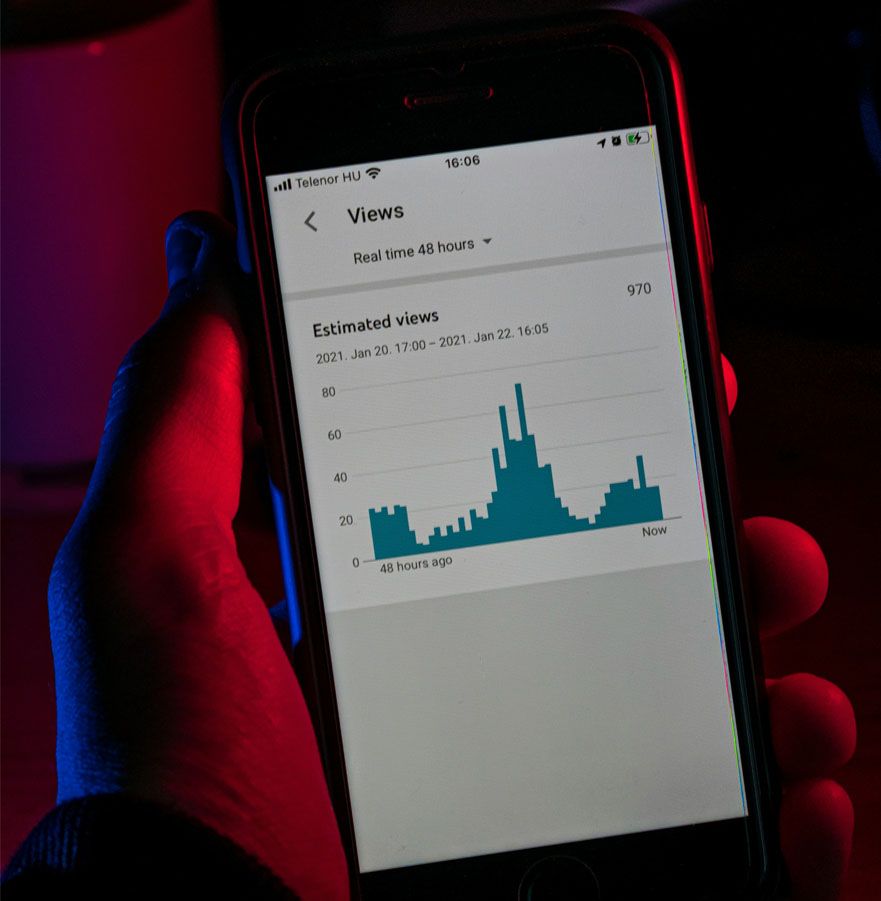 Telenor HU 16:06
Views
Real time 48 hours
Estimated views 970
2021. Jan 20. 17:00 – 2021. Jan 22. 16:05
80
60
40
20
0
48 hours ago Now